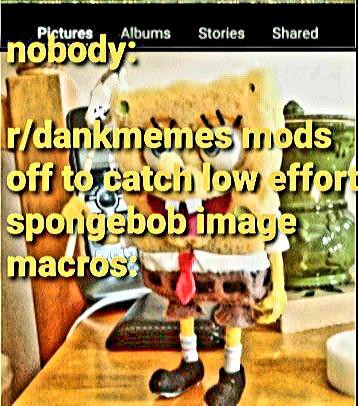 Pictures Albums Stories Shared
nobody:
r/dankmemes mods
off to catch low effort
spongebob image
macros: